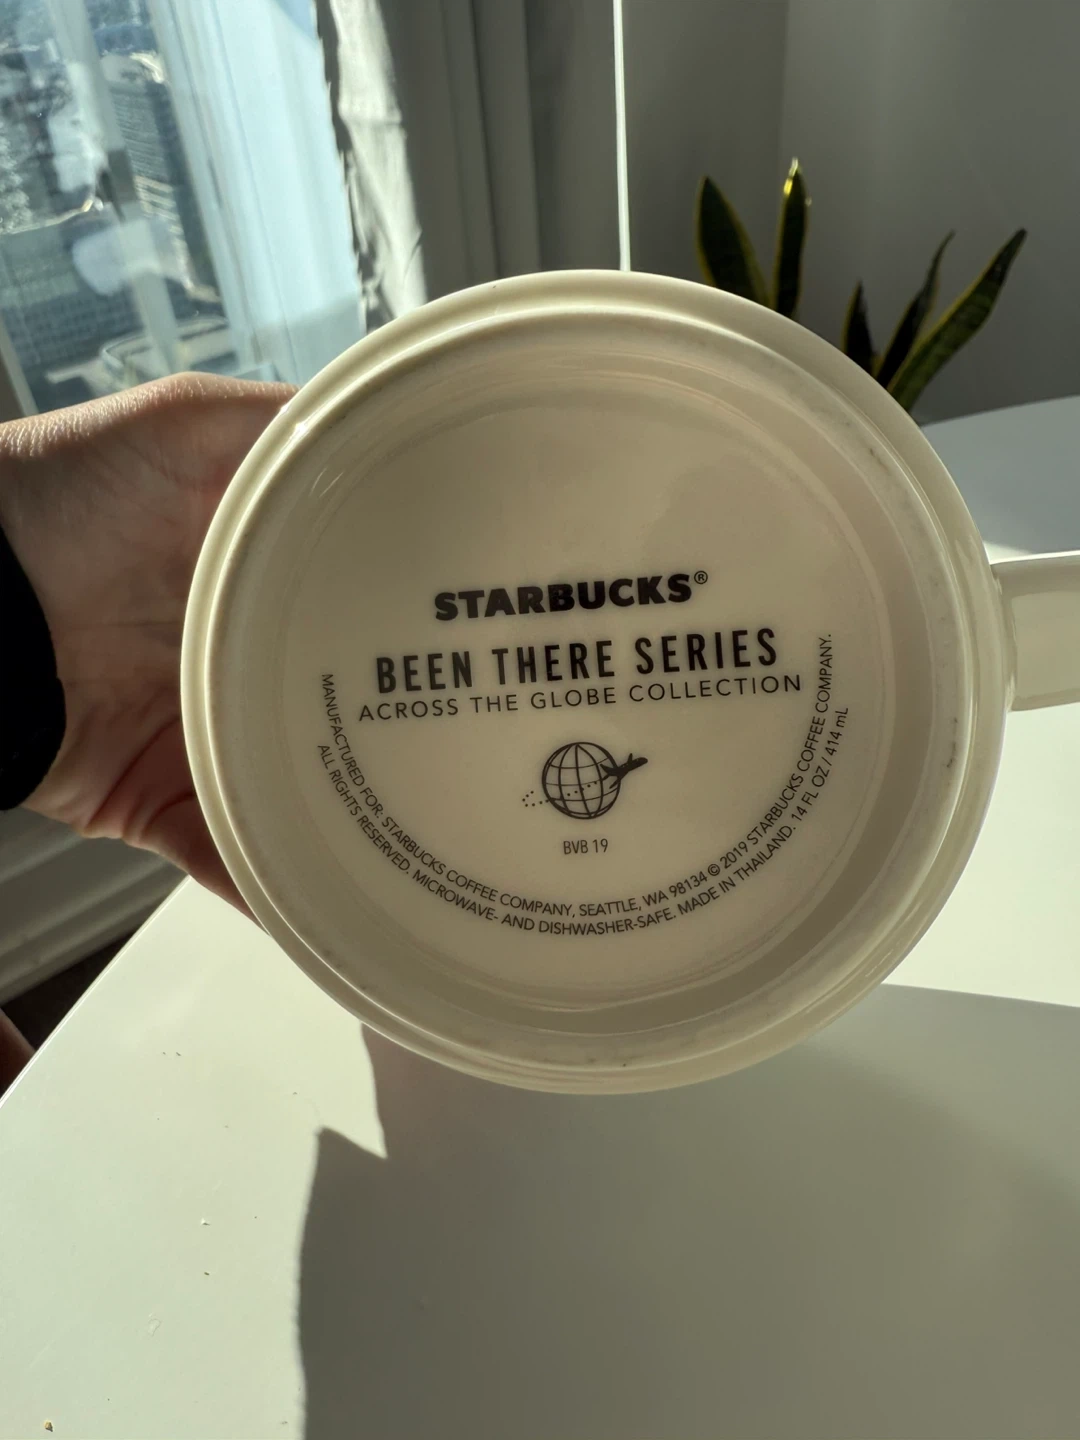 STARBUCKS®
BEEN THERE SERIES
ACROSS THE GLOBE COLLECTION
BVB 19
MANUFACTURED FOR: STARBUCKS COFFEE COMPANY, SEATTLE, WA 98134 © 2019 STARBUCKS COFFEE COMPANY.
ALL RIGHTS RESERVED. MICROWAVE- AND DISHWASHER-SAFE. MADE IN THAILAND. 14 FL OZ / 414 mL